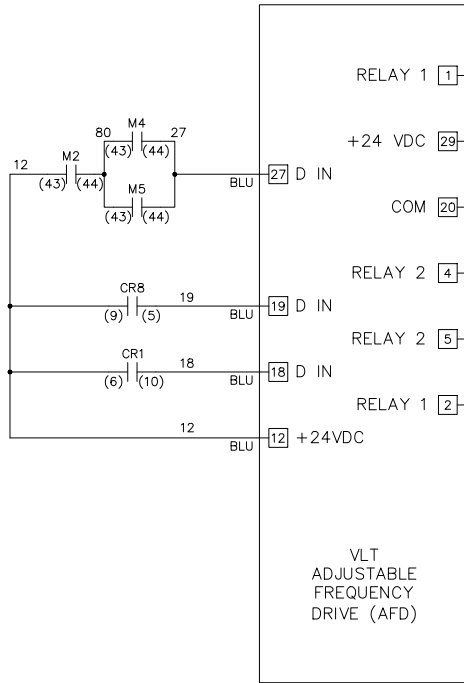 RELAY 1 1
M4
80 27
(43) (44)
+24 VDC 29
12 M2
(43) (44)
27 D IN
BLU
M5
(43) (44)
COM 20
RELAY 2 4
CR8
19
(9) (5)
BLU
19 D IN
RELAY 2 5
CR1
18
(6) (10)
BLU
18 D IN
RELAY 1 2
12
BLU
12 +24VDC
VLT
ADJUSTABLE
FREQUENCY
DRIVE (AFD)